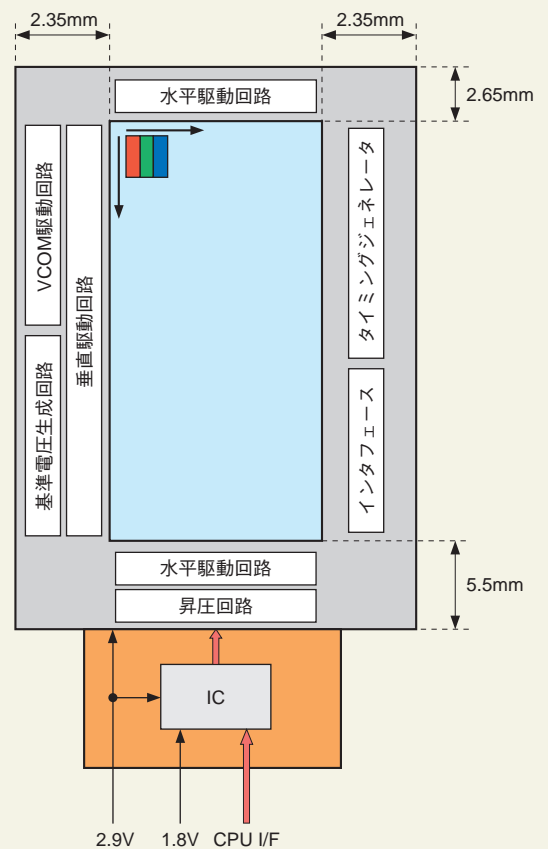 2.35mm
2.35mm
水平駆動回路
2.65mm
VCOM駆動回路
垂直駆動回路
基準電圧生成回路
タイミングジェネレータ
インタフェース
水平駆動回路
昇圧回路
5.5mm
IC
2.9V
1.8V
CPU I/F